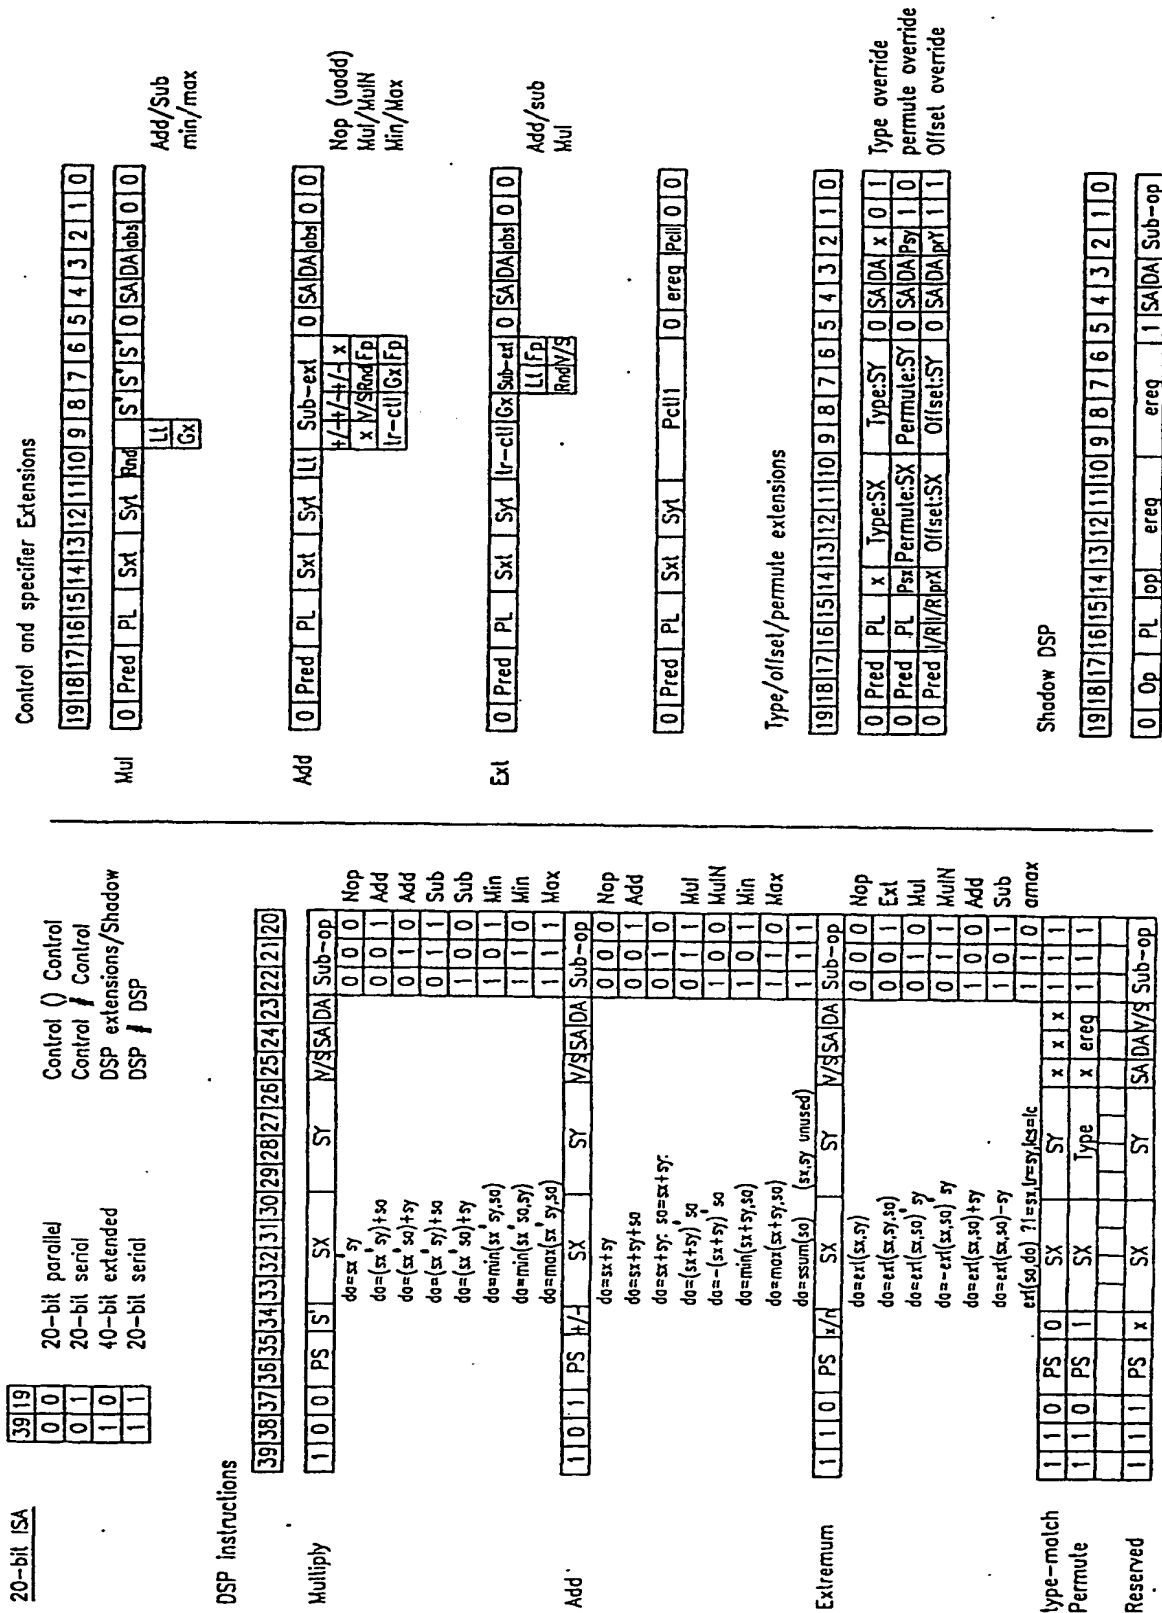 20-bit ISA
39 19
0 0 20-bit parallel Control () Control
0 1 20-bit serial Control # Control
1 0 40-bit extended DSP extensions/Shadow
1 1 20-bit serial DSP # DSP
DSP Instructions
39 38 37 36 35 34 33 32 31 30 29 28 27 26 25 24 23 22 21 20
Multiply 1 0 0 PS S' SX SY V/S SA DA Sub-op
da=sx*sy 0 0 0 Nop
da=(sx*sy)+sa 0 0 1 Add
da=(sx*sa)+sy 0 1 0 Add
da=(sx*sy)+sa 0 1 1 Sub
da=(sx*sa)+sy 1 0 0 Sub
da=min(sx*sy,sa) 1 0 1 Min
da=min(sx*sa,sy) 1 1 0 Min
da=max(sx*sy,sa) 1 1 1 Max
Add 1 0 1 PS +/- SX SY V/S SA DA Sub-op
da=sx+sy 0 0 0 Nop
da=sx+sy+sa 0 0 1 Add
da=sx+sy: sa=sx+sy: 0 1 0
da=(sx+sy)*sa 0 1 1 Mul
da=-(sx+sy)*sa 1 0 0 MulN
da=min(sx+sy,sa) 1 0 1 Min
da=max(sx+sy,sa) 1 1 0 Max
da=ssum(sa) (sx,sy unused) 1 1 1
Extremum 1 1 0 PS x/n SX SY V/S SA DA Sub-op
da=ext(sx,sy) 0 0 0 Nop
da=ext(sx,sy,sa) 0 0 1 Ext
da=ext(sx,sa)*sy 0 1 0 Mul
da=-ext(sx,sa)*sy 0 1 1 MulN
da=ext(sx,sa)+sy 1 0 0 Add
da=ext(sx,sa)-sy 1 0 1 Sub
ext(sa,da) ?1=sx,lr=sy,lcs=lc 1 1 0 amax
type-match 1 1 0 PS 0 SX SY x x x 1 1 1
Permute 1 1 0 PS 1 SX Type x ereg 1 1 1
Reserved 1 1 1 PS x SX SY SA DA V/S Sub-op
Control and specifier Extensions
19 18 17 16 15 14 13 12 11 10 9 8 7 6 5 4 3 2 1 0
Mul 0 Pred PL Sxt Syt Rnd S* S* S* 0 SA DA abs 0 0
Lt Add/Sub
Gx min/max
Add 0 Pred PL Sxt Syt Lt Sub-ext 0 SA DA abs 0 0
+/- +/- +/- x Nop (uadd)
x V/S Rnd Fp Mul/MulN
lr-ctl Gx Fp Min/Max
Ext 0 Pred PL Sxt Syt lr-ctl Gx Sub-ext 0 SA DA abs 0 0
Lt Fp Add/sub
Rnd V/S Mul
0 Pred PL Sxt Syt Pctl1 0 ereg Pctl 0 0
Type/offset/permute extensions
19 18 17 16 15 14 13 12 11 10 9 8 7 6 5 4 3 2 1 0
0 Pred PL x Type:SX Type:SY 0 SA DA x 0 1 Type override
0 Pred PL Psx Permute:SX Permute:SY 0 SA DA Psy 1 0 permute override
0 Pred I/R I/R prX Offset:SX Offset:SY 0 SA DA prY 1 1 Offset override
Shadow DSP
19 18 17 16 15 14 13 12 11 10 9 8 7 6 5 4 3 2 1 0
0 Op PL op ereg ereg 1 SA DA Sub-op